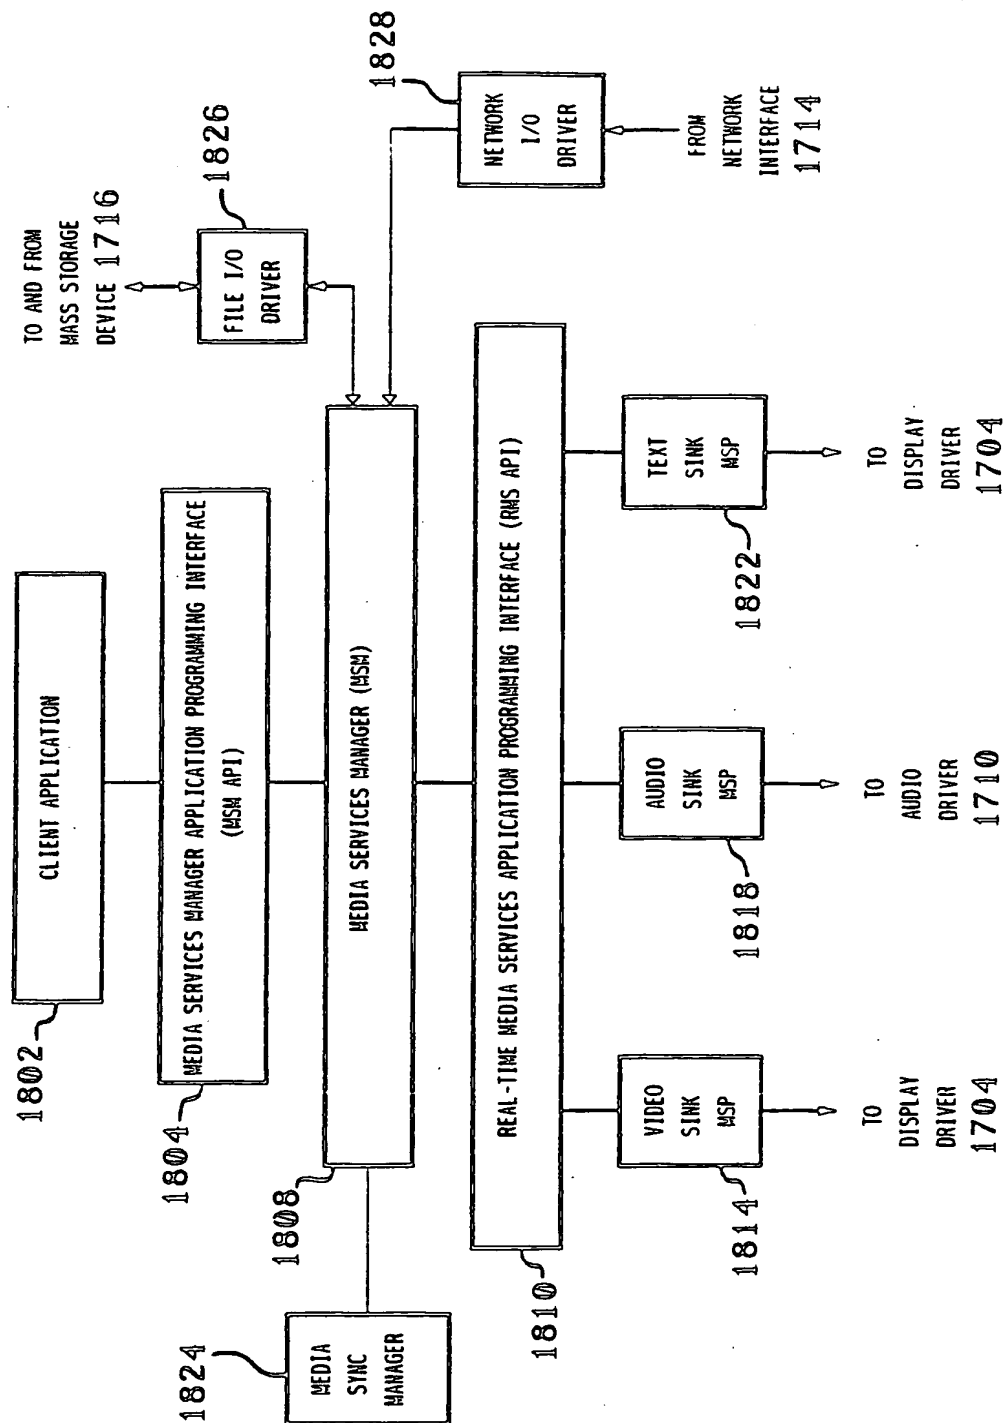 CLIENT APPLICATION
1802
MEDIA SERVICES MANAGER APPLICATION PROGRAMMING INTERFACE
(MSM API)
1804
TO AND FROM
MASS STORAGE
DEVICE 1716
FILE I/O
DRIVER
1826
MEDIA SERVICES MANAGER (MSM)
1808
MEDIA
SYNC
MANAGER
1824
NETWORK
I/O
DRIVER
1828
FROM
NETWORK
INTERFACE
1714
REAL-TIME MEDIA SERVICES APPLICATION PROGRAMMING INTERFACE (RMS API)
1810
VIDEO
SINK
MSP
1814
AUDIO
SINK
MSP
1818
TEXT
SINK
MSP
1822
TO
DISPLAY
DRIVER
1704
TO
AUDIO
DRIVER
1710
TO
DISPLAY
DRIVER
1704